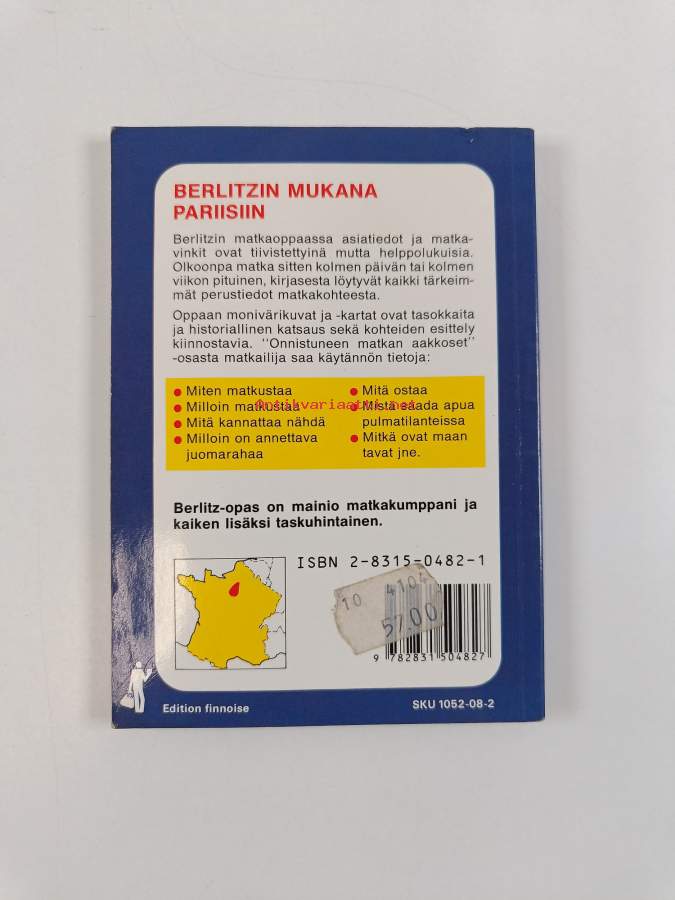 BERLITZIN MUKANA
PARIISIIN
Berlitzin matkaoppaassa asiatiedot ja matka-
vinkit ovat tiivistettyinä mutta helppolukuisia.
Olkoonpa matka sitten kolmen päivän tai kolmen
viikon pituinen, kirjasesta löytyvät kaikki tärkeim-
mät perustiedot matkakohteesta.
Oppaan monivärikuvat ja -kartat ovat tasokkaita
ja historiallinen katsaus sekä kohteiden esittely
kiinnostavia. "Onnistuneen matkan aakkoset"
-osasta matkailija saa käytännön tietoja:
• Miten matkustaa
• Milloin matkustaa
• Mitä kannattaa nähdä
• Milloin on annettava
juomarahaa
• Mitä ostaa
• Mistä saada apua
pulmatilanteissa
• Mitkä ovat maan
tavat jne.
Antikvariaatti.net
Berlitz-opas on mainio matkakumppani ja
kaiken lisäksi taskuhintainen.
ISBN 2-8315-0482-1
10 4104
57.00
9 782831 504827
Edition finnoise
SKU 1052-08-2